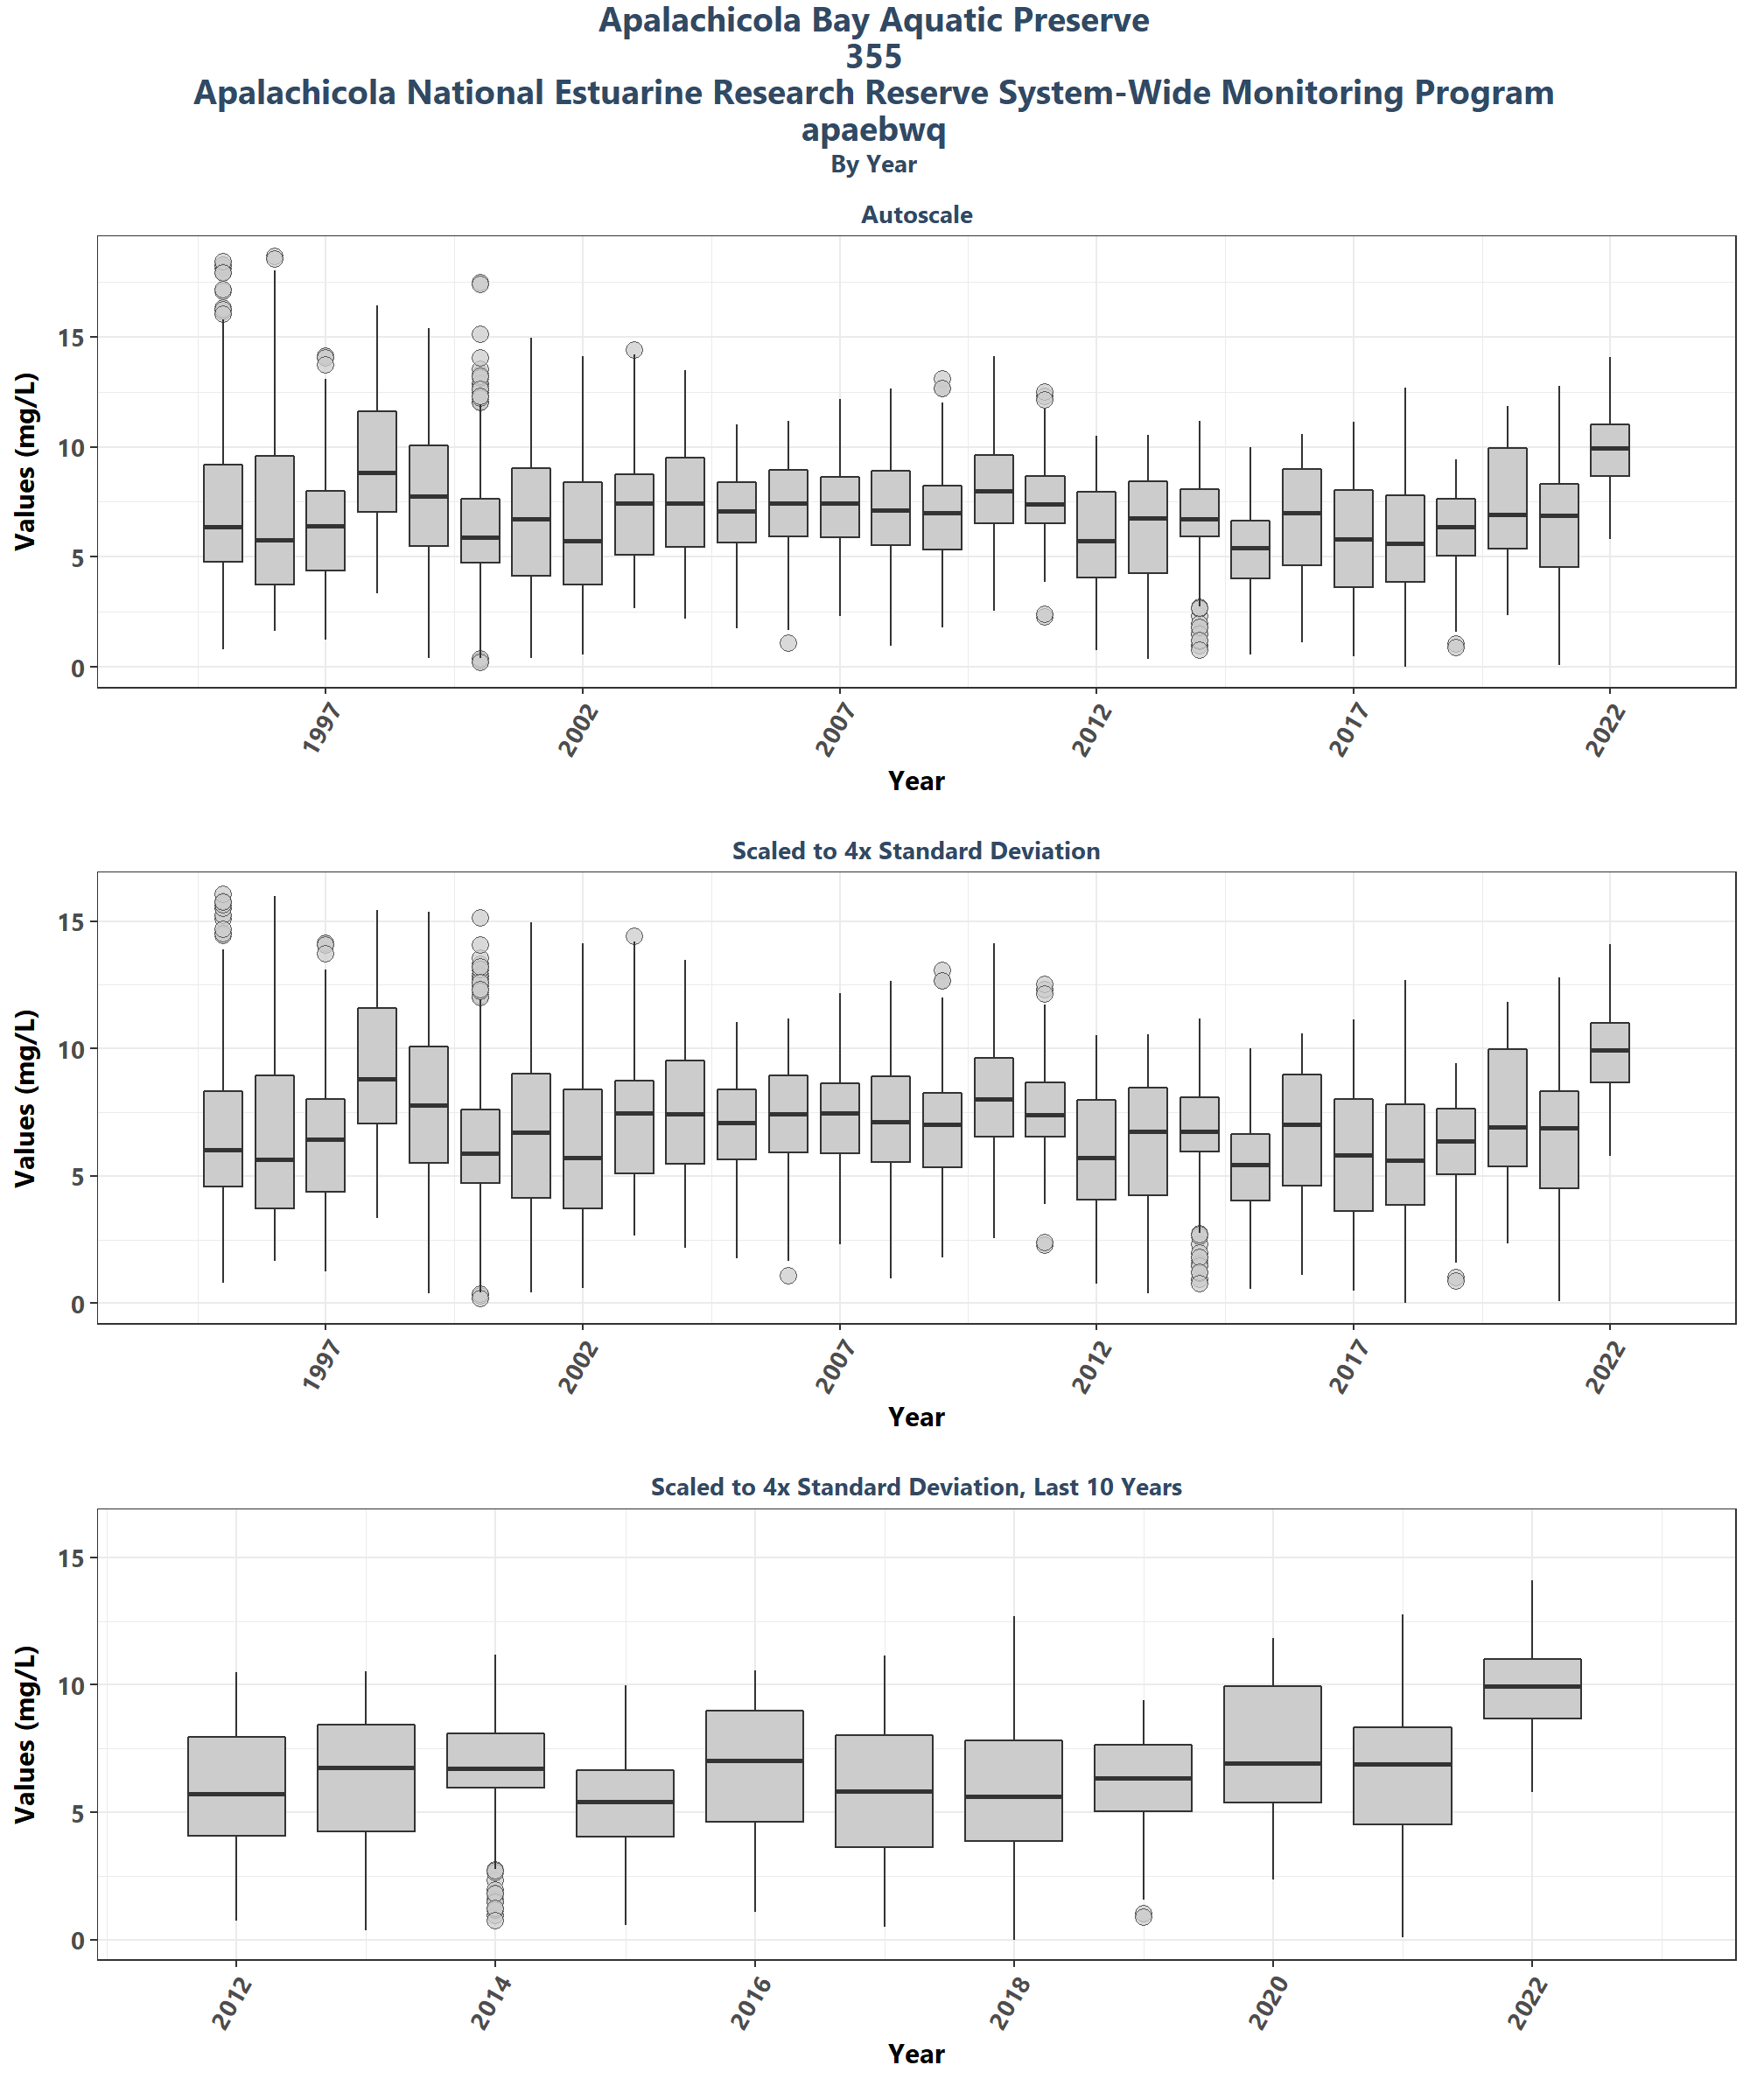 Apalachicola Bay Aquatic Preserve
355
Apalachicola National Estuarine Research Reserve System-Wide Monitoring Program
apaebwq
By Year
Autoscale
Values (mg/L)
15
10
5
0
1997
2002
2007
2012
2017
2022
Year
Scaled to 4x Standard Deviation
Values (mg/L)
15
10
5
0
1997
2002
2007
2012
2017
2022
Year
Scaled to 4x Standard Deviation, Last 10 Years
Values (mg/L)
15
10
5
0
2012
2014
2016
2018
2020
2022
Year